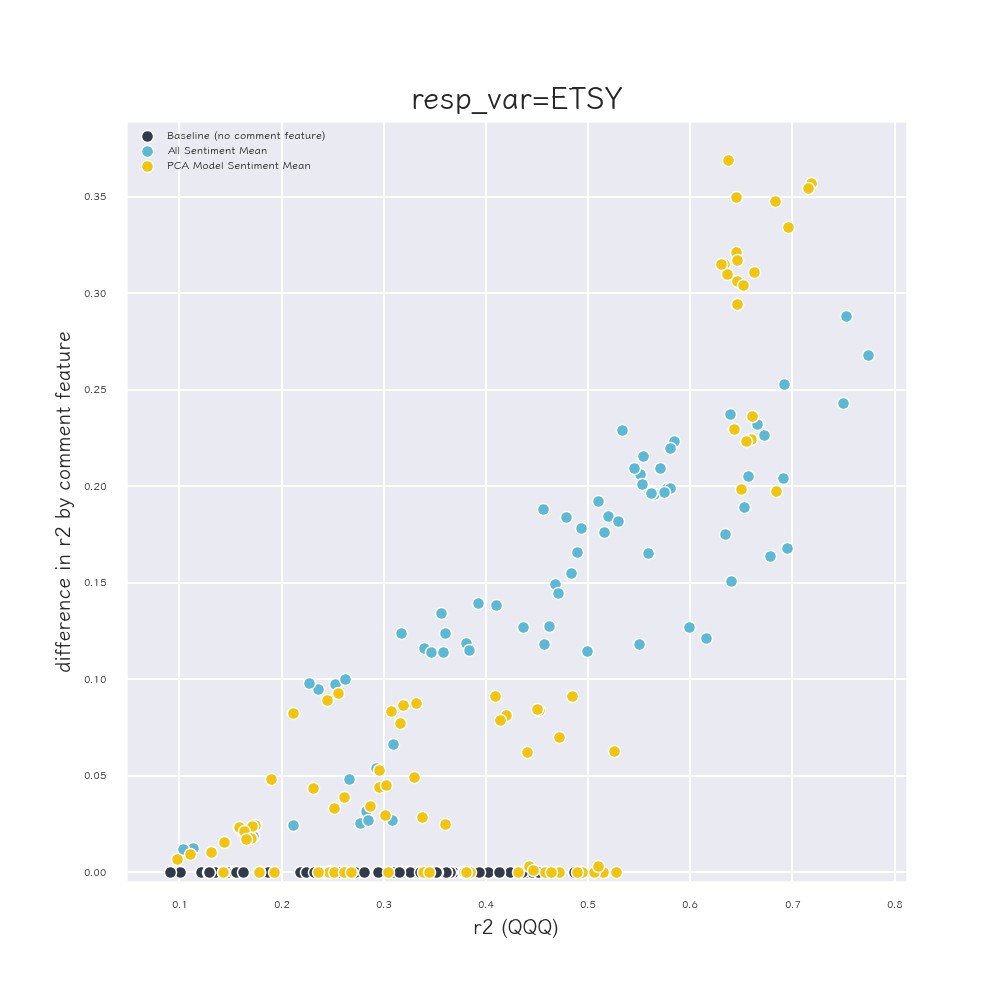 resp_var=ETSY
Baseline (no comment feature)
All Sentiment Mean
PCA Model Sentiment Mean
difference in r2 by comment feature
0.35
0.30
0.25
0.20
0.15
0.10
0.05
0.00
0.1 0.2 0.3 0.4 0.5 0.6 0.7 0.8
r2 (QQQ)